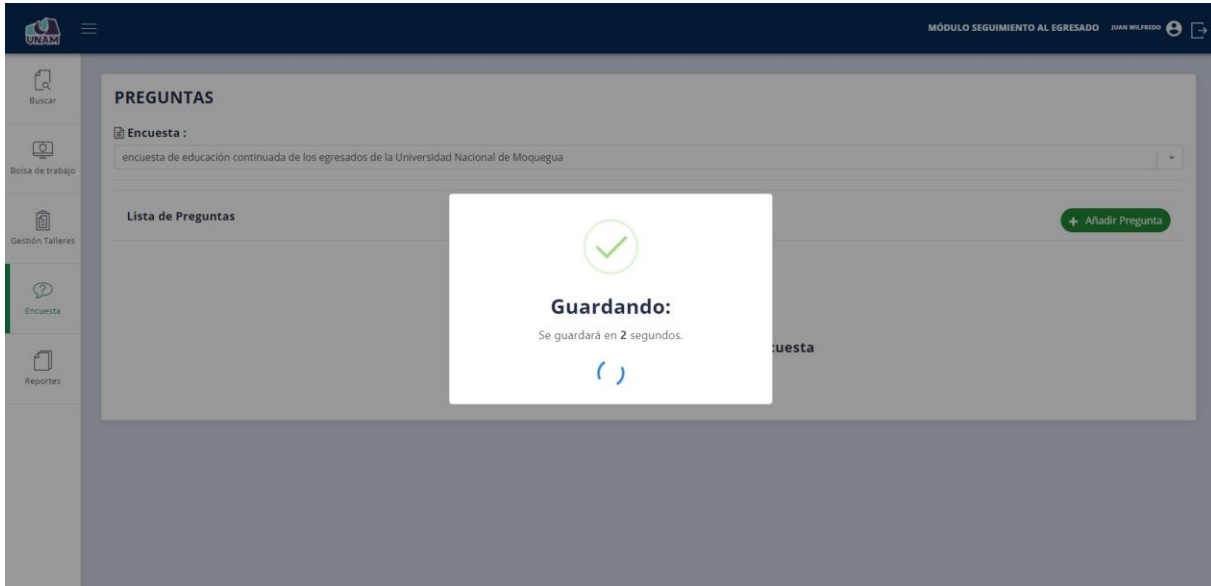 UNAM
MÓDULO SEGUIMIENTO AL EGRESADO JUAN WILFREDO
Buscar
Bolsa de trabajo
Gestión Talleres
Encuesta
Reportes
PREGUNTAS
Encuesta :
encuesta de educación continuada de los egresados de la Universidad Nacional de Moquegua
Lista de Preguntas
+ Añadir Pregunta
Guardando:
Se guardará en 2 segundos.
cuesta